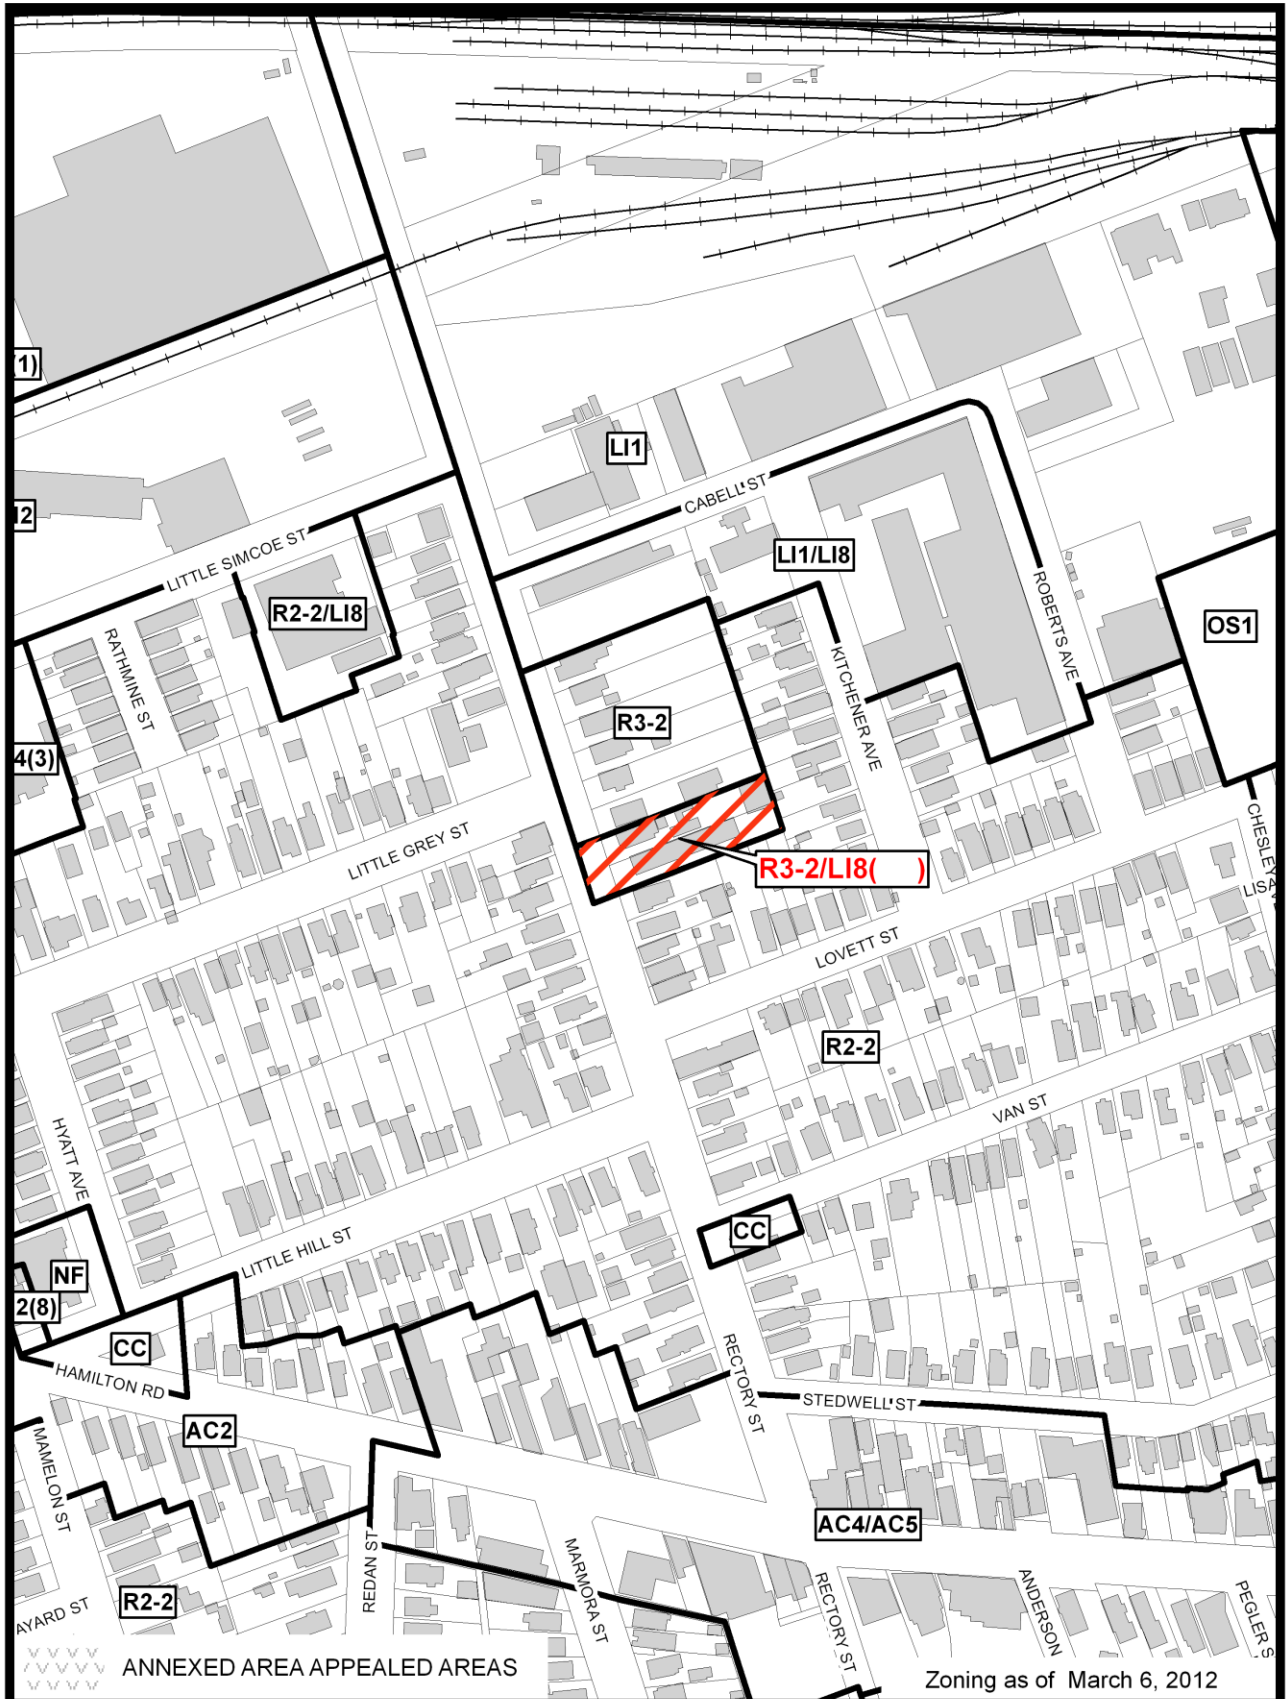 (1)
LI1
CABELL ST
I2
LITTLE SIMCOE ST
LI1/LI8
R2-2/LI8
ROBERTS AVE
OS1
RATHMINE ST
KITCHENER AVE
R3-2
4(3)
LITTLE GREY ST
R3-2/LI8( )
CHESLEY
LISA
LOVETT ST
R2-2
VAN ST
HYATT AVE
LITTLE HILL ST
CC
NF
2(8)
CC
HAMILTON RD
RECTORY ST
STEDWELL ST
AC2
MAMELON ST
AC4/AC5
REDAN ST
MARMORA ST
RECTORY ST
ANDERSON
PEGLER S
R2-2
AYARD ST
ANNEXED AREA APPEALED AREAS
Zoning as of March 6, 2012